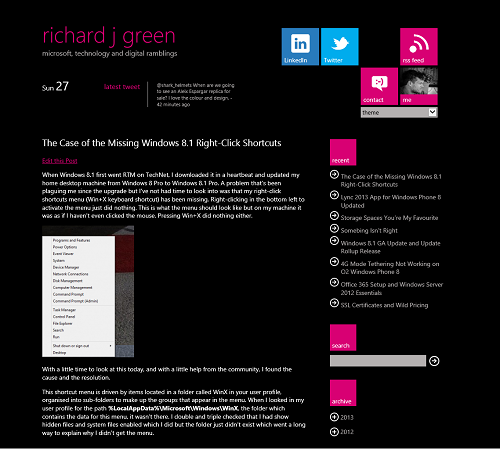 richard j green
microsoft, technology and digital ramblings
LinkedIn
Twitter
rss feed
contact
me
theme
Sun 27
latest tweet
@shark_helmets When are we going
to see an Aleix Espargar replica for
sale? I love the colour and design. -
42 minutes ago.
The Case of the Missing Windows 8.1 Right-Click Shortcuts
Edit this Post
When Windows 8.1 first went RTM on TechNet, I downloaded it in a heartbeat and updated my
home desktop machine from Windows 8 Pro to Windows 8.1 Pro. A problem that's been
plaguing me since the upgrade but I've not had time to look into was that my right-click
shortcuts menu (Win+X keyboard shortcut) has been missing. Right-clicking in the bottom left to
activate the menu just did nothing. This is what the menu should look like but on my machine it
was as if I haven't even clicked the mouse. Pressing Win+X did nothing either.
Programs and Features
Power Options
Event Viewer
System
Device Manager
Network Connections
Disk Management
Computer Management
Command Prompt
Command Prompt (Admin)
Task Manager
Control Panel
File Explorer
Search
Run
Shut down or sign out
Desktop
With a little time to look at this today, and with a little help from the community, I found the
cause and the resolution.
This shortcut menu is driven by items located in a folder called WinX in your user profile,
organised into sub-folders to make up the groups that appear in the menu. When I looked in my
user profile for the path %LocalAppData%\Microsoft\Windows\WinX, the folder which
contains the data for this menu, it wasn't there. I double and triple checked that I had show
hidden files and system files enabled which I did but the folder just didn't exist which went a long
way to explain why I didn't get the menu.
recent
The Case of the Missing Windows 8.1
Right-Click Shortcuts
Lync 2013 App for Windows Phone 8
Updated
Storage Spaces You're My Favourite
Somebing Isn't Right
Windows 8.1 GA Update and Update
Rollup Release
4G Mode Tethering Not Working on
O2 Windows Phone 8
Office 365 Setup and Windows Server
2012 Essentials
SSL Certificates and Wild Pricing
search
archive
2013
2012